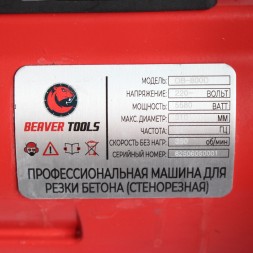 BEAVER TOOLS
МОДЕЛЬ:
НАПРЯЖЕНИЕ: 220~ ВОЛЬТ
МОЩНОСТЬ: ВАТТ
МАКС. ДИАМЕТР: ММ
ЧАСТОТА: ГЦ
СКОРОСТЬ БЕЗ НАГР. об/мин
СЕРИЙНЫЙ НОМЕР:
ПРОФЕССИОНАЛЬНАЯ МАШИНА ДЛЯ
РЕЗКИ БЕТОНА (СТЕНОРЕЗНАЯ)